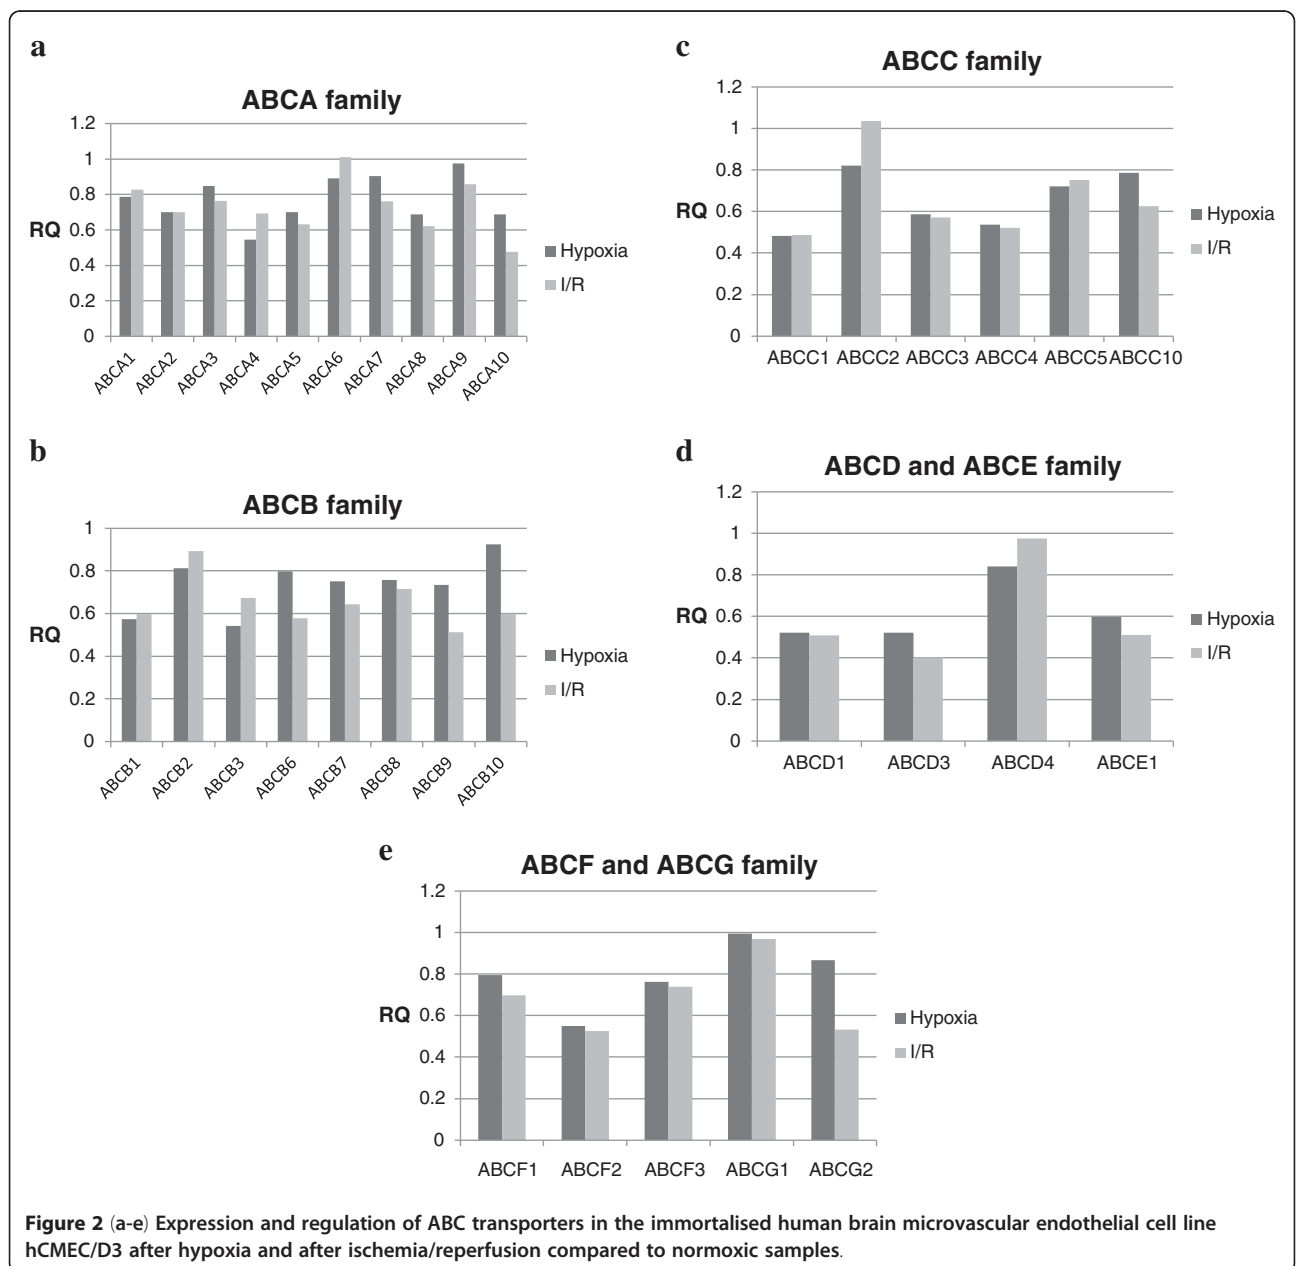 a
ABCA family
1.2
1
0.8
RQ 0.6
0.4
0.2
0
Hypoxia
I/R
ABCA1
ABCA2
ABCA3
ABCA4
ABCA5
ABCA6
ABCA7
ABCA8
ABCA9
ABCA10
b
ABCB family
1
0.8
0.6
RQ
0.4
0.2
0
Hypoxia
I/R
ABCB1
ABCB2
ABCB3
ABCB6
ABCB7
ABCB8
ABCB9
ABCB10
c
ABCC family
1.2
1
0.8
RQ 0.6
0.4
0.2
0
Hypoxia
I/R
ABCC1 ABCC2 ABCC3 ABCC4 ABCC5 ABCC10
d
ABCD and ABCE family
1.2
1
0.8
RQ 0.6
0.4
0.2
0
Hypoxia
I/R
ABCD1 ABCD3 ABCD4 ABCE1
e
ABCF and ABCG family
1.2
1
0.8
RQ 0.6
0.4
0.2
0
Hypoxia
I/R
ABCF1 ABCF2 ABCF3 ABCG1 ABCG2
Figure 2 (a-e) Expression and regulation of ABC transporters in the immortalised human brain microvascular endothelial cell line
hCMEC/D3 after hypoxia and after ischemia/reperfusion compared to normoxic samples.